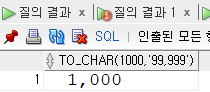 질의 결과 × 질의 결과 1 ×
SQL | 인출된 모든 행
TO_CHAR(1000,'99,999')
1 1,000